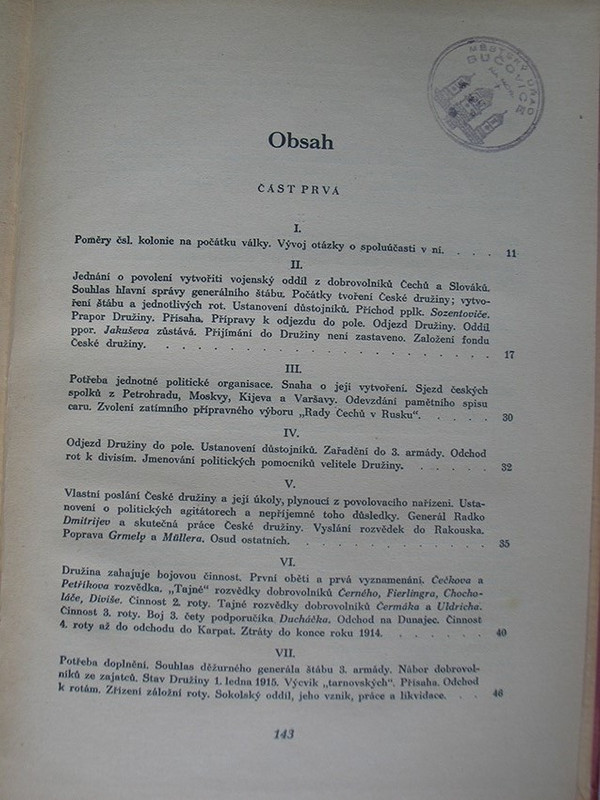 MĚSTSKÝ ÚŘAD
BUČOVICE
Obsah
ČÁST PRVÁ
I.
Poměry čsl. kolonie na počátku války. Vývoj otázky o spoluúčasti v ní. . . . 11
II.
Jednání o povolení vytvořiti vojenský oddíl z dobrovolníků Čechů a Slováků.
Souhlas hlavní správy generálního štábu. Počátky tvoření České družiny; vytvo-
ření štábu a jednotlivých rot. Ustanovení důstojníků. Příchod pplk. Sozentoviče.
Prapor Družiny. Přísaha. Přípravy k odjezdu do pole. Odjezd Družiny. Oddíl
ppor. Jakuševa zůstává. Přijímání do Družiny není zastaveno. Založení fondu
České družiny. . . . . . . . . . . . . . . . 17
III.
Potřeba jednotné politické organisace. Snaha o její vytvoření. Sjezd českých
spolků z Petrohradu, Moskvy, Kijeva a Varšavy. Odevzdání pamětního spisu
caru. Zvolení zatímního přípravného výboru „Rady Čechů v Rusku“. . . . . 30
IV.
Odjezd Družiny do pole. Ustanovení důstojníků. Zařadění do 3. armády. Odchod
rot k divisím. Jmenování politických pomocníků velitele Družiny. . . . . . 32
V.
Vlastní poslání České družiny a její úkoly, plynoucí z povolovacího nařízení. Usta-
novení o politických agitátorech a nepříjemné toho důsledky. Generál Radko
Dmitrijev a skutečná práce České družiny. Vyslání rozvědek do Rakouska.
Poprava Grmely a Müllera. Osud ostatních. . . . . . . . . . . 35
VI.
Družina zahajuje bojovou činnost. První oběti a prvá vyznamenání. Čečkova a
Petříkova rozvědka. „Tajné“ rozvědky dobrovolníků Černého, Fierlingra, Chocho-
láče, Diviše. Činnost 2. roty. Tajné rozvědky dobrovolníků Čermáka a Uldricha.
Činnost 3. roty. Boj 3. čety podporučíka Ducháčka. Odchod na Dunajec. Činnost
4. roty až do odchodu do Karpat. Ztráty do konce roku 1914. . . . . . . 40
VII.
Potřeba doplnění. Souhlas děžurného generála štábu 3. armády. Nábor dobrovol-
níků ze zajatců. Stav Družiny 1. ledna 1915. Výcvik „tarnovských“. Přísaha. Odchod
k rotám. Zřízení záložní roty. Sokolský oddíl, jeho vznik, práce a likvidace. . . 46
143